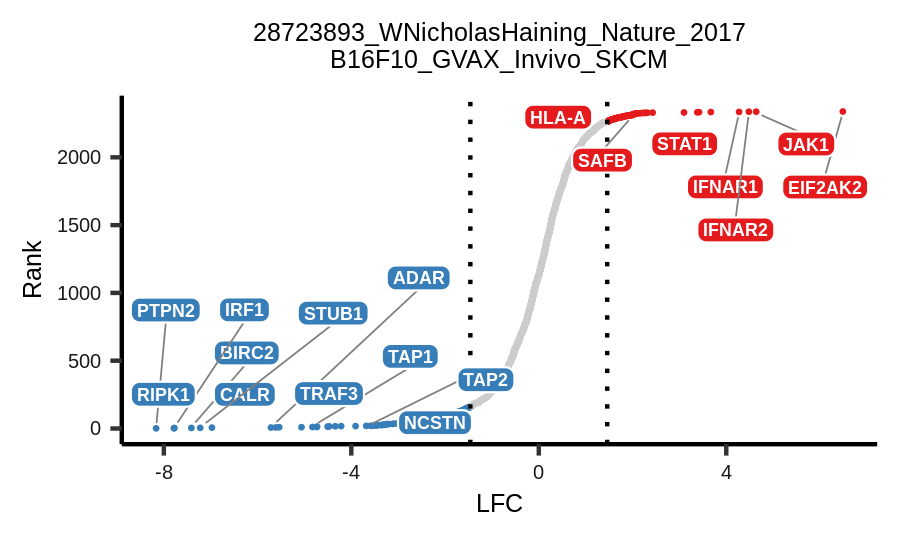 28723893_WNicholasHaining_Nature_2017
B16F10_GVAX_Invivo_SKCM
HLA-A
SAFB
STAT1
JAK1
IFNAR1
EIF2AK2
IFNAR2
ADAR
PTPN2
IRF1
STUB1
BIRC2
TAP1
TAP2
RIPK1
CALR
TRAF3
NCSTN
Rank
2000
1500
1000
500
0
-8
-4
0
4
LFC